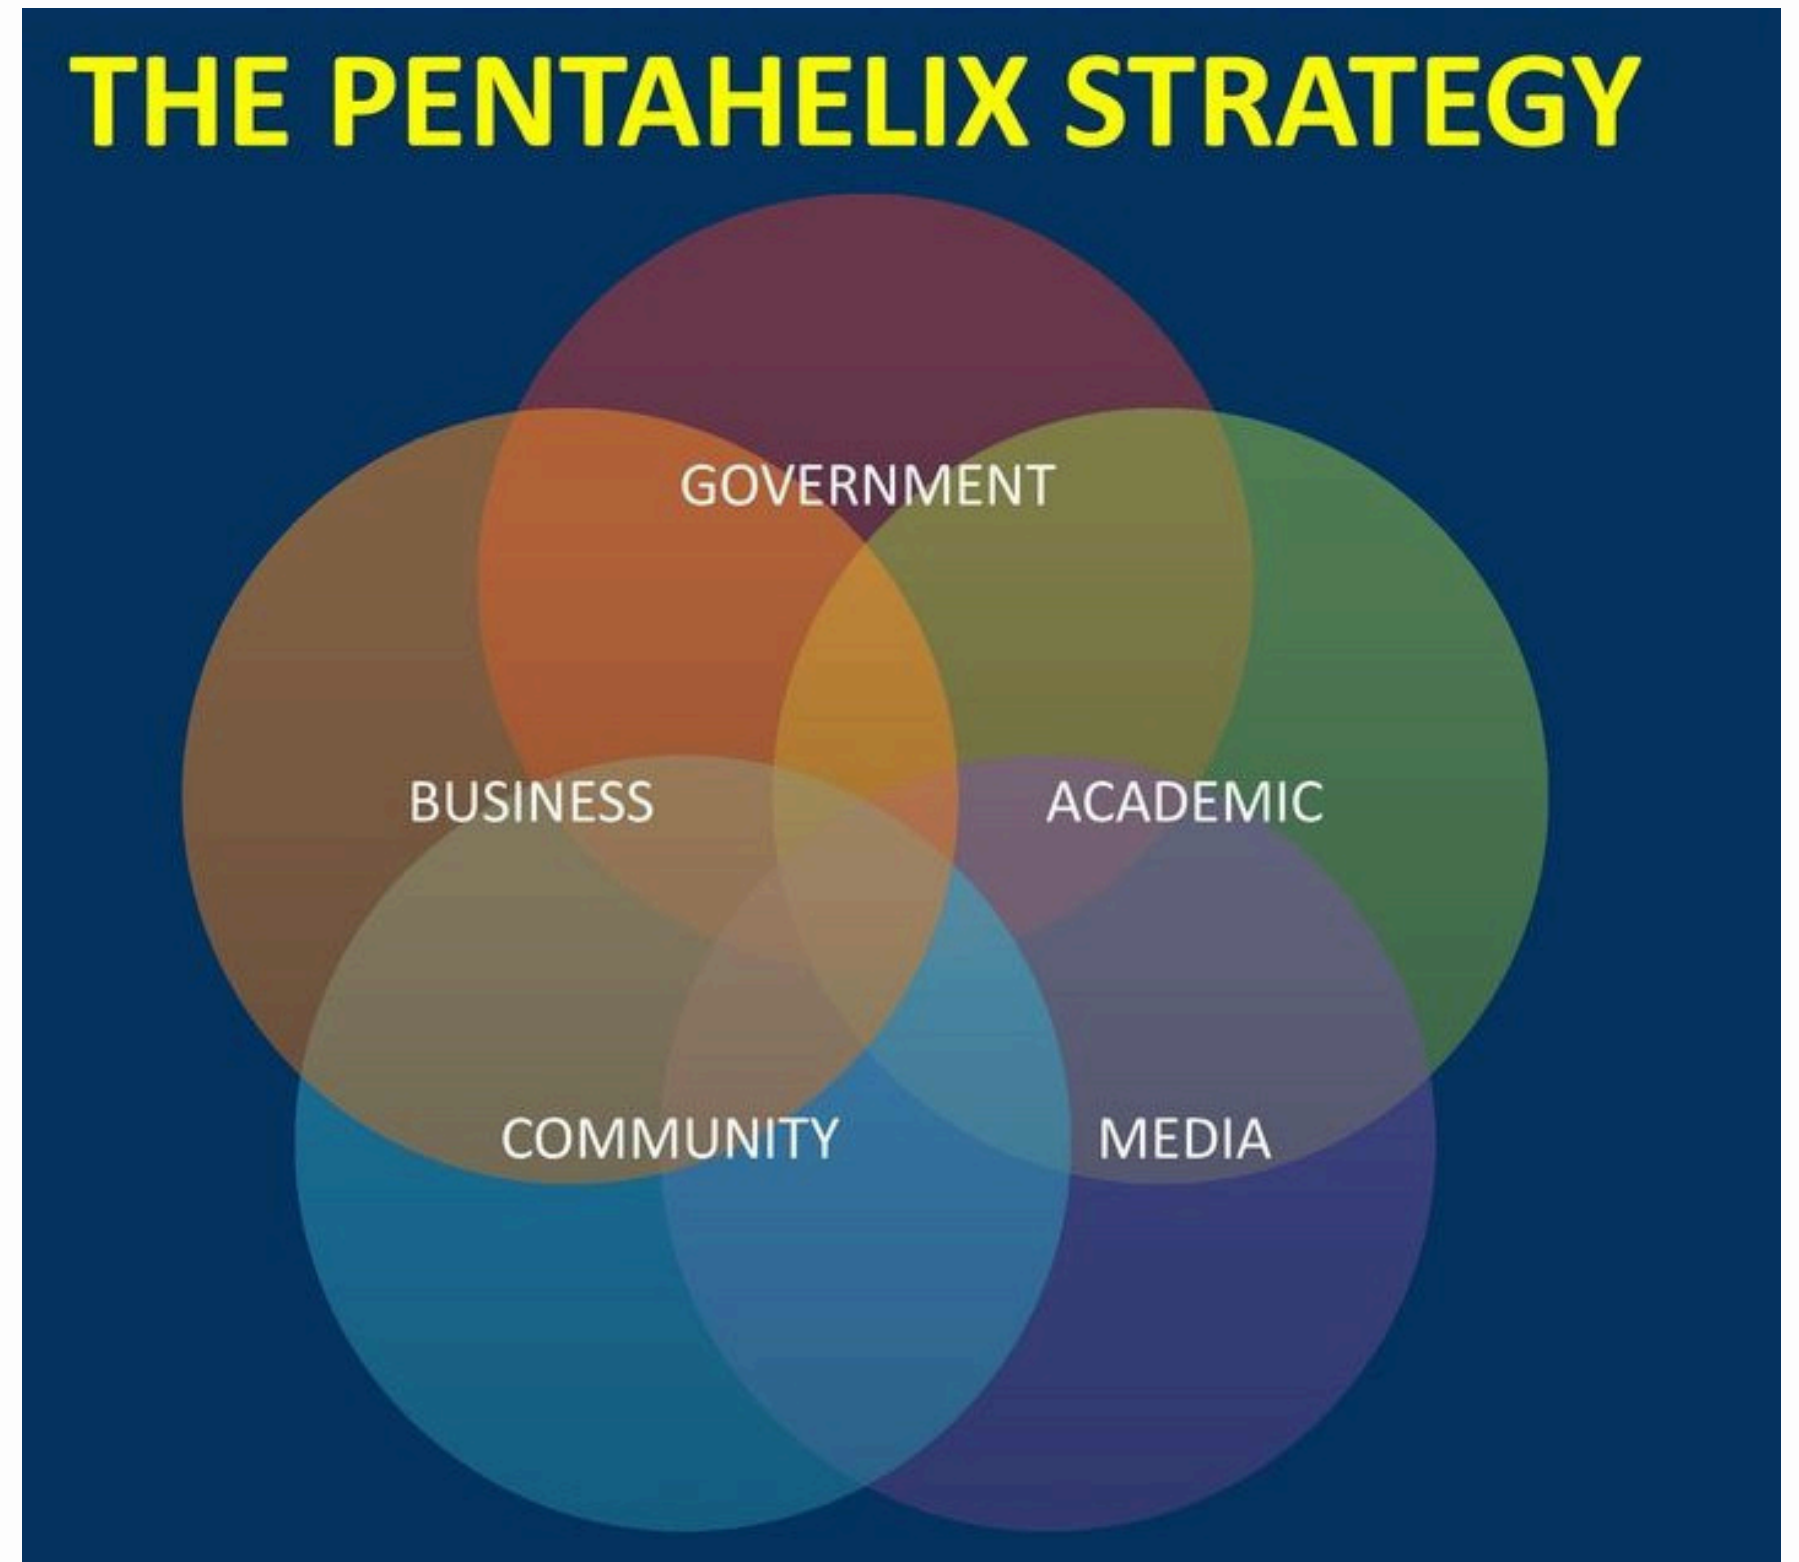 THE PENTAHELIX STRATEGY
GOVERNMENT
BUSINESS
ACADEMIC
COMMUNITY
MEDIA